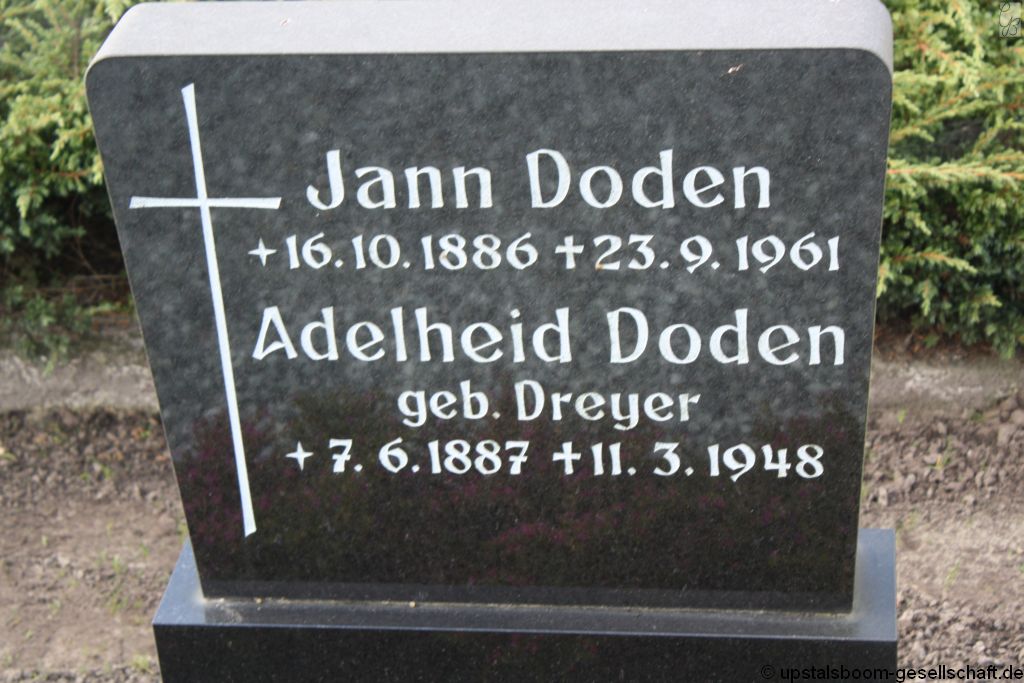 Jann Doden
+16.10.1886 ✝23.9.1961
Adelheid Doden
geb. Dreyer
+7.6.1887 ✝11.3.1948
© upstalsboom-gesellschaft.de